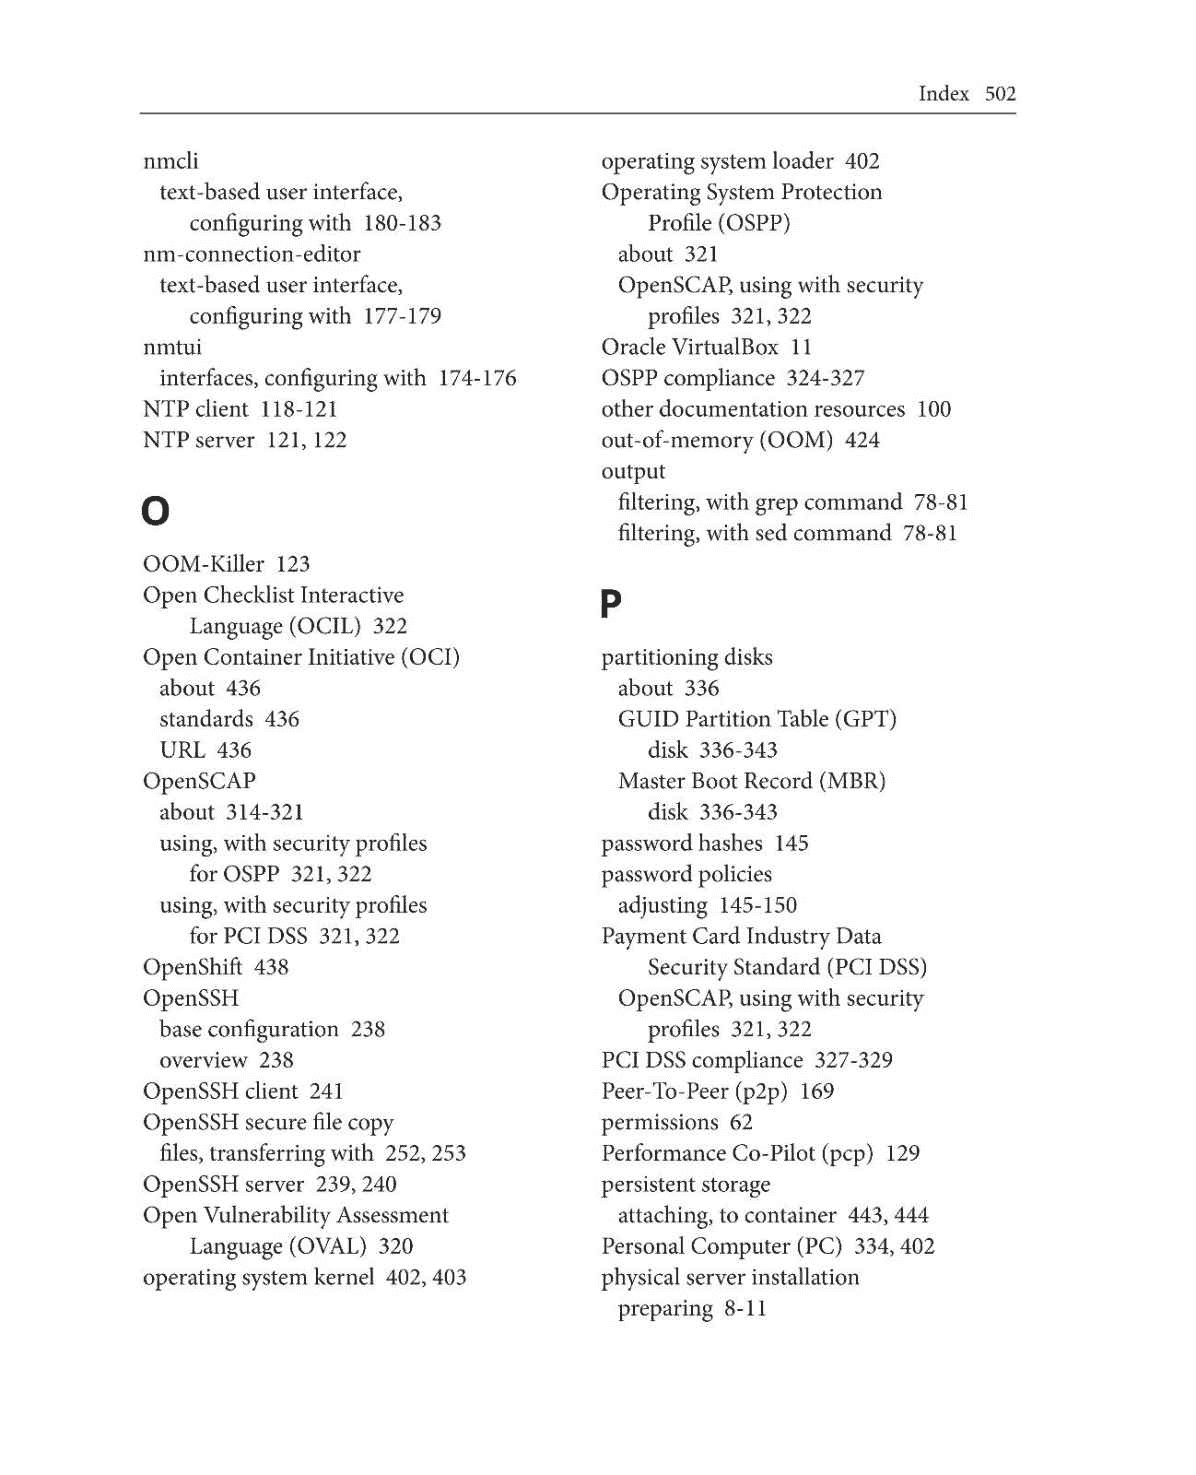 Index 502
nmcli
text-based user interface,
configuring with 180-183
nm-connection-editor
text-based user interface,
configuring with 177-179
nmtui
interfaces, configuring with 174-176
NTP client 118-121
NTP server 121, 122
O
OOM-Killer 123
Open Checklist Interactive
Language (OCIL) 322
Open Container Initiative (OCI)
about 436
standards 436
URL 436
OpenSCAP
about 314-321
using, with security profiles
for OSPP 321, 322
using, with security profiles
for PCI DSS 321, 322
OpenShift 438
OpenSSH
base configuration 238
overview 238
OpenSSH client 241
OpenSSH secure file copy
files, transferring with 252, 253
OpenSSH server 239, 240
Open Vulnerability Assessment
Language (OVAL) 320
operating system kernel 402, 403
operating system loader 402
Operating System Protection
Profile (OSPP)
about 321
OpenSCAP, using with security
profiles 321, 322
Oracle VirtualBox 11
OSPP compliance 324-327
other documentation resources 100
out-of-memory (OOM) 424
output
filtering, with grep command 78-81
filtering, with sed command 78-81
P
partitioning disks
about 336
GUID Partition Table (GPT)
disk 336-343
Master Boot Record (MBR)
disk 336-343
password hashes 145
password policies
adjusting 145-150
Payment Card Industry Data
Security Standard (PCI DSS)
OpenSCAP, using with security
profiles 321, 322
PCI DSS compliance 327-329
Peer-To-Peer (p2p) 169
permissions 62
Performance Co-Pilot (pcp) 129
persistent storage
attaching, to container 443, 444
Personal Computer (PC) 334, 402
physical server installation
preparing 8-11